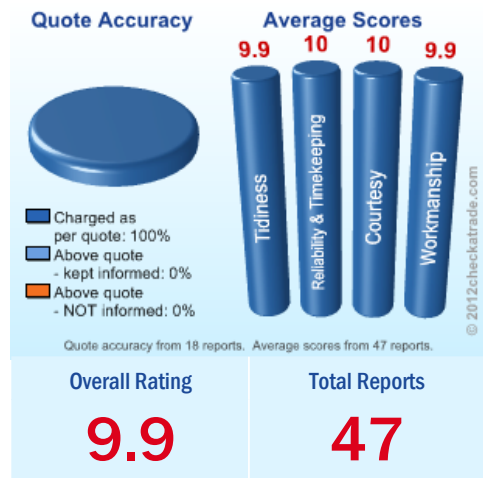 Quote Accuracy
Charged as
per quote: 100%
Above quote
- kept informed: 0%
Above quote
- NOT informed: 0%
Average Scores
9.9
10
10
9.9
Tidiness
Reliability & Timekeeping
Courtesy
Workmanship
© 2012checkatrade.com
Quote accuracy from 18 reports. Average scores from 47 reports.
Overall Rating
9.9
Total Reports
47